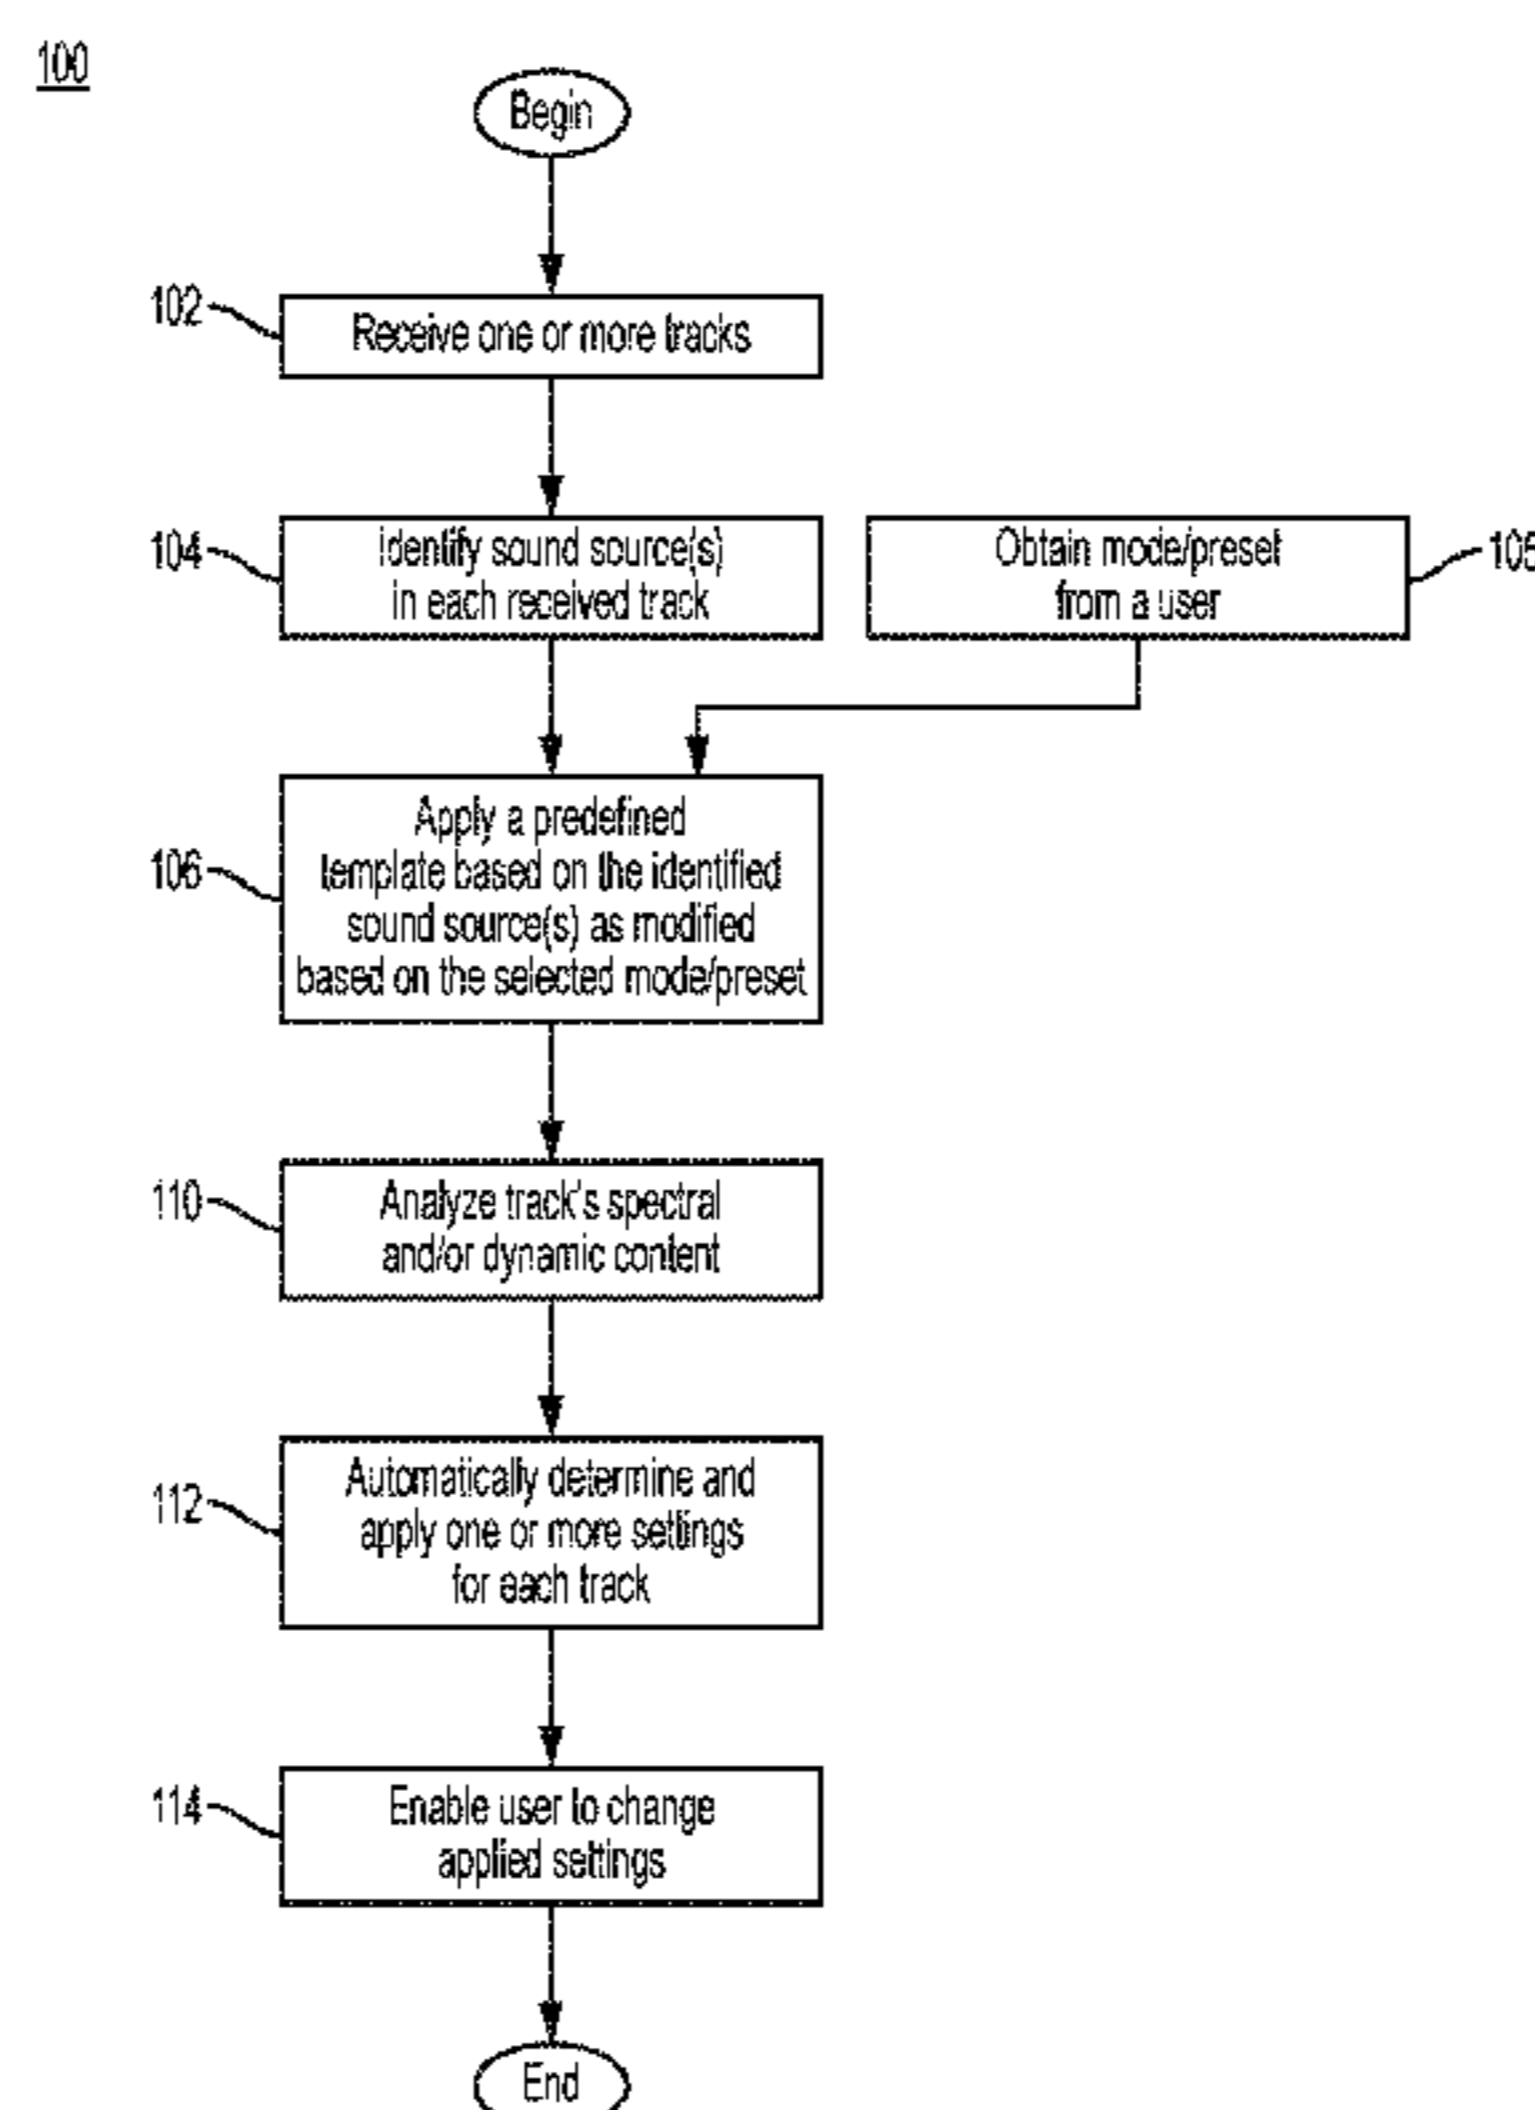 100
Begin
102
Receive one or more tracks
104
Identify sound source(s)
in each received track
Obtain mode/preset
from a user
106
Apply a predefined
template based on the identified
sound source(s) as modified
based on the selected mode/preset
110
Analyze track's spectral
and/or dynamic content
112
Automatically determine and
apply one or more settings
for each track
114
Enable user to change
applied settings
End